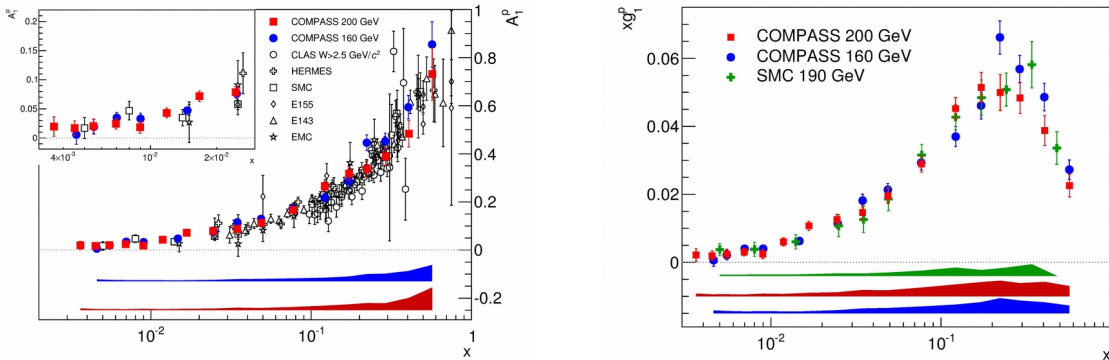 A₁ᵖ
0.2
0.15
0.1
0.05
0
4×10⁻³
10⁻²
2×10⁻²
x
COMPASS 200 GeV
COMPASS 160 GeV
CLAS W>2.5 GeV/c²
HERMES
SMC
E155
E143
EMC
1
A₁ᵖ
0.8
0.6
0.4
0.2
0
-0.2
10⁻²
10⁻¹
1
x
xg₁ᵖ
0.06
0.04
0.02
0
COMPASS 200 GeV
COMPASS 160 GeV
SMC 190 GeV
10⁻²
10⁻¹
1
x